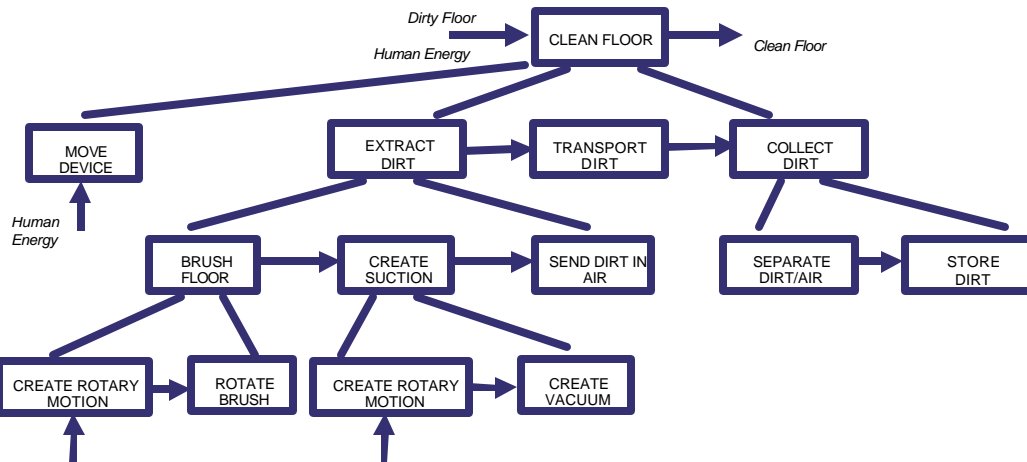 Dirty Floor
CLEAN FLOOR
Human Energy
Clean Floor
MOVE
DEVICE
EXTRACT
DIRT
TRANSPORT
DIRT
COLLECT
DIRT
Human
Energy
BRUSH
FLOOR
CREATE
SUCTION
SEND DIRT IN
AIR
SEPARATE
DIRT/AIR
STORE
DIRT
CREATE ROTARY
MOTION
ROTATE
BRUSH
CREATE ROTARY
MOTION
CREATE
VACUUM